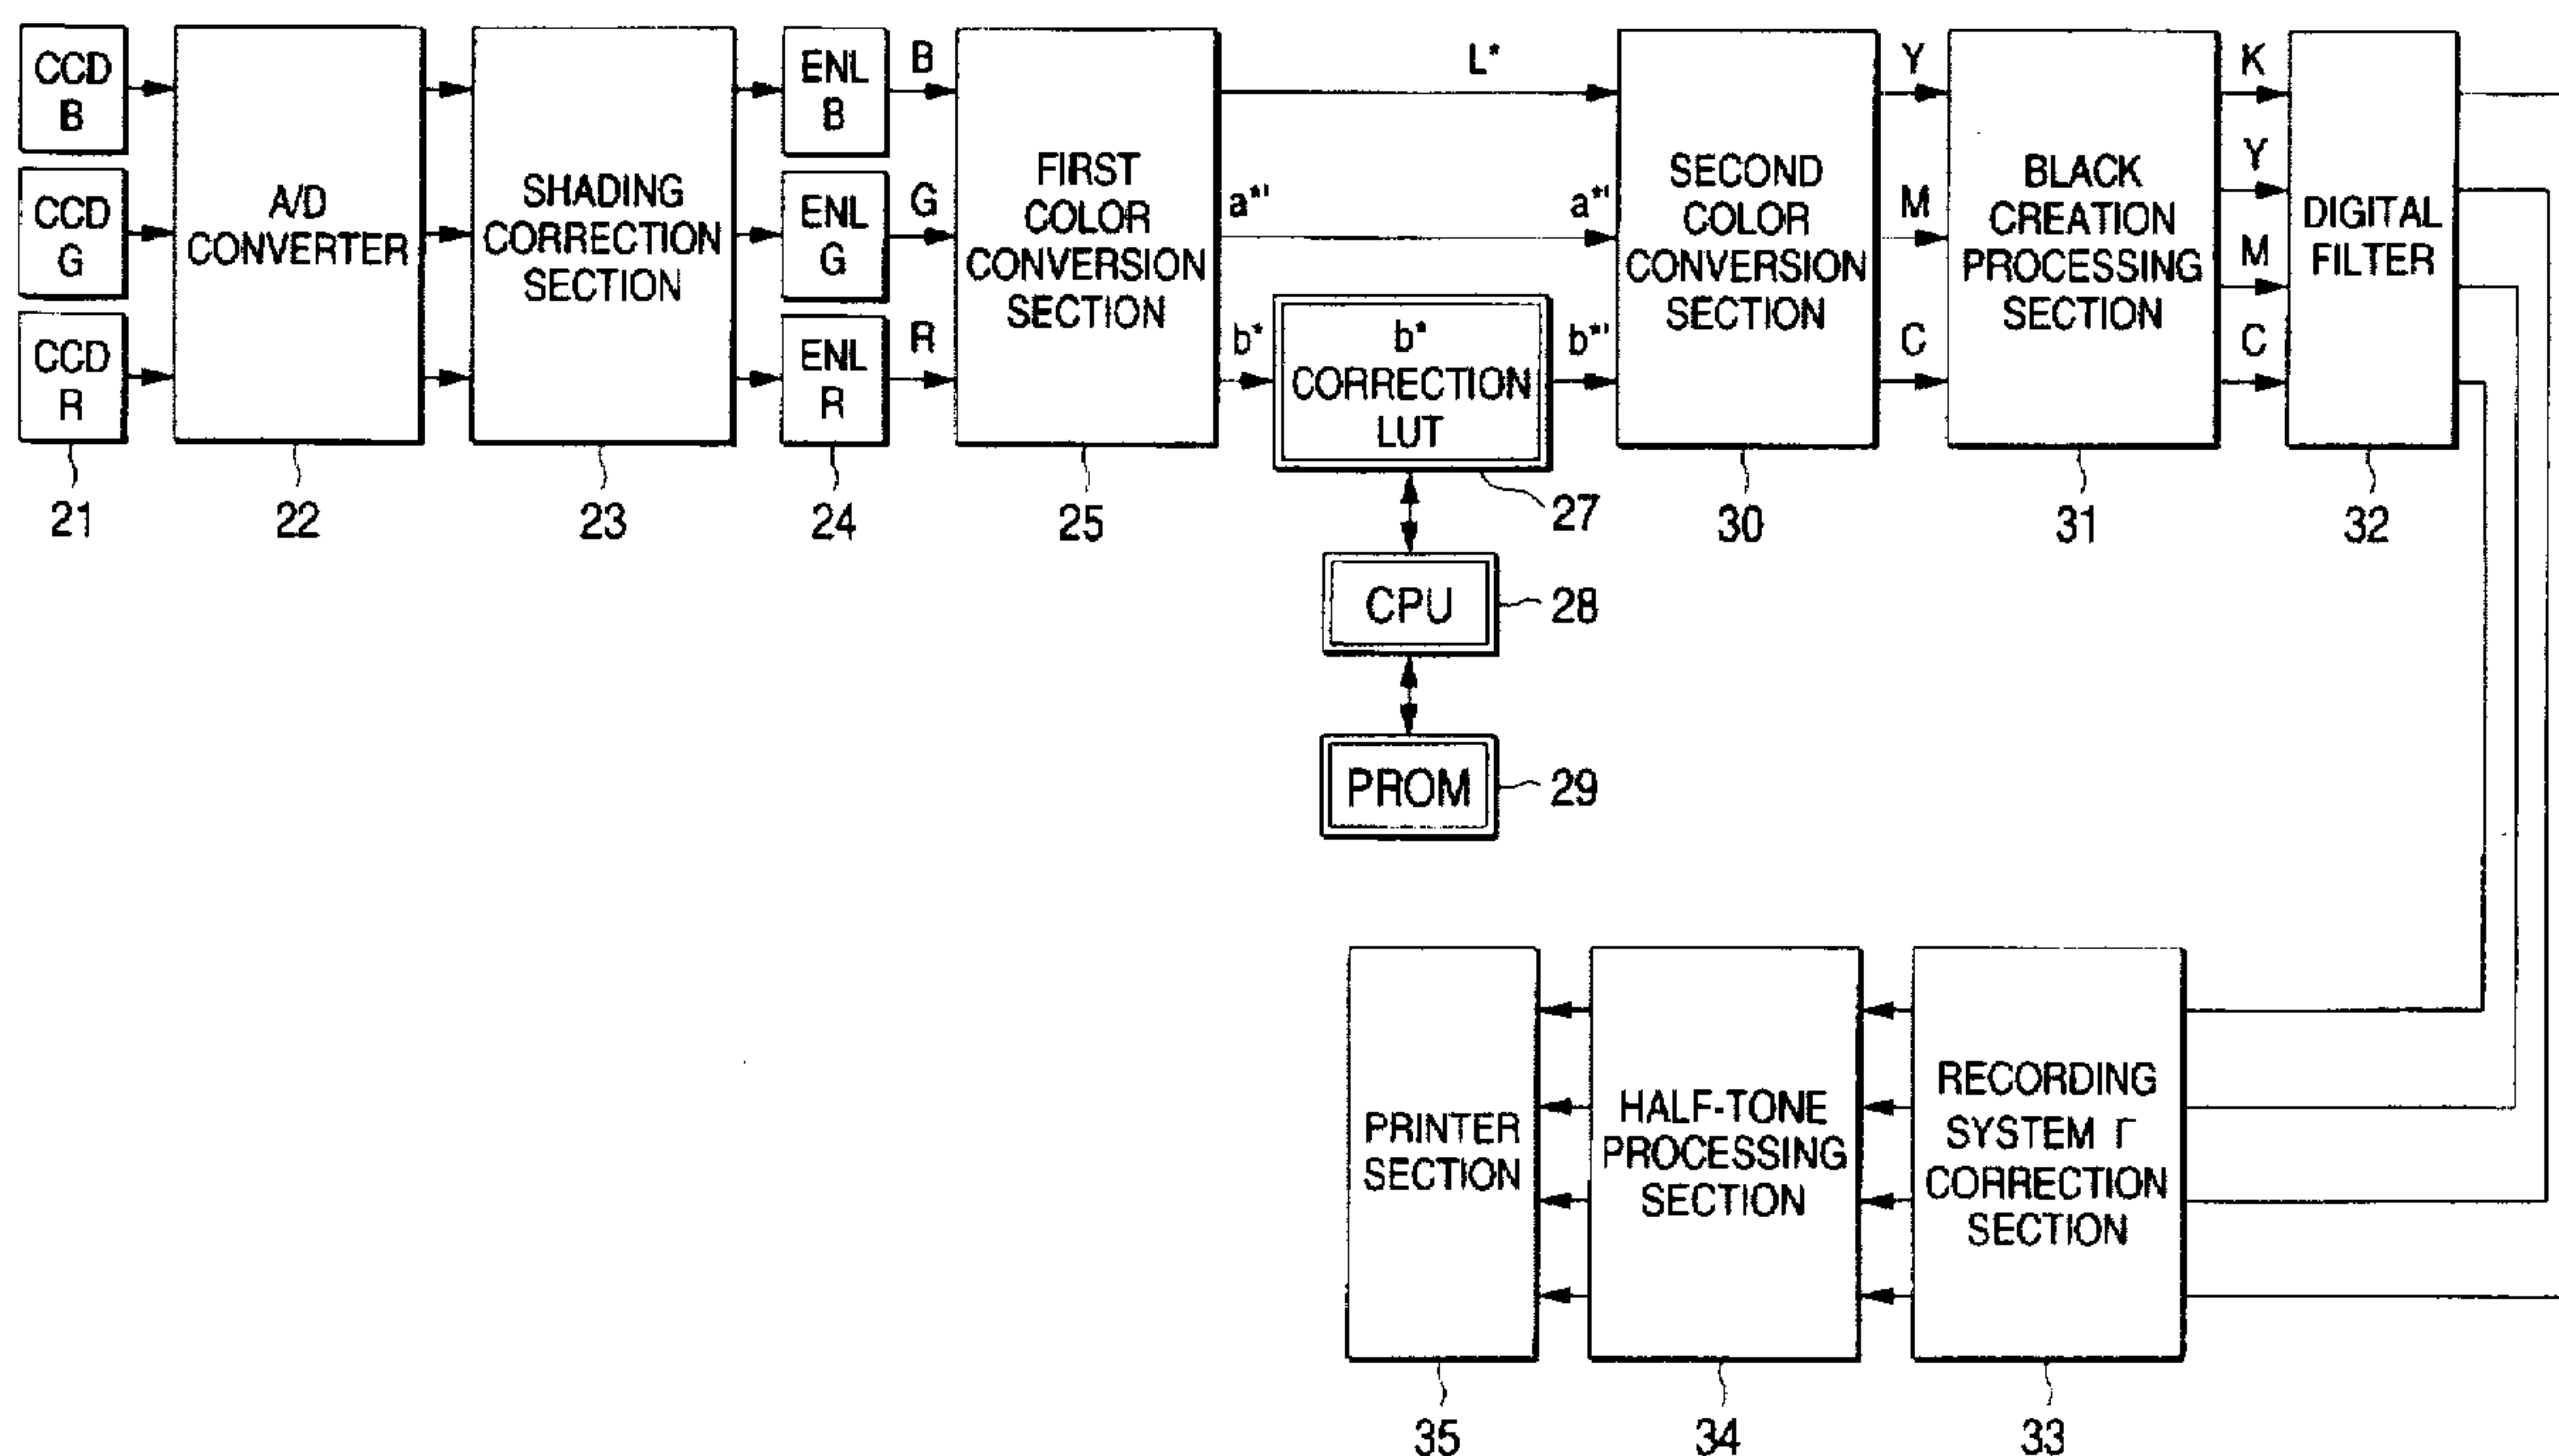 CCD
B
CCD
G
CCD
R
21
A/D
CONVERTER
22
SHADING
CORRECTION
SECTION
23
ENL
B
ENL
G
ENL
R
24
B
G
R
FIRST
COLOR
CONVERSION
SECTION
25
L*
a*'
a*'
b*
b*
CORRECTION
LUT
27
b*'
CPU
28
PROM
29
SECOND
COLOR
CONVERSION
SECTION
30
Y
M
C
BLACK
CREATION
PROCESSING
SECTION
31
K
Y
M
C
DIGITAL
FILTER
32
PRINTER
SECTION
35
HALF-TONE
PROCESSING
SECTION
34
RECORDING
SYSTEM Γ
CORRECTION
SECTION
33